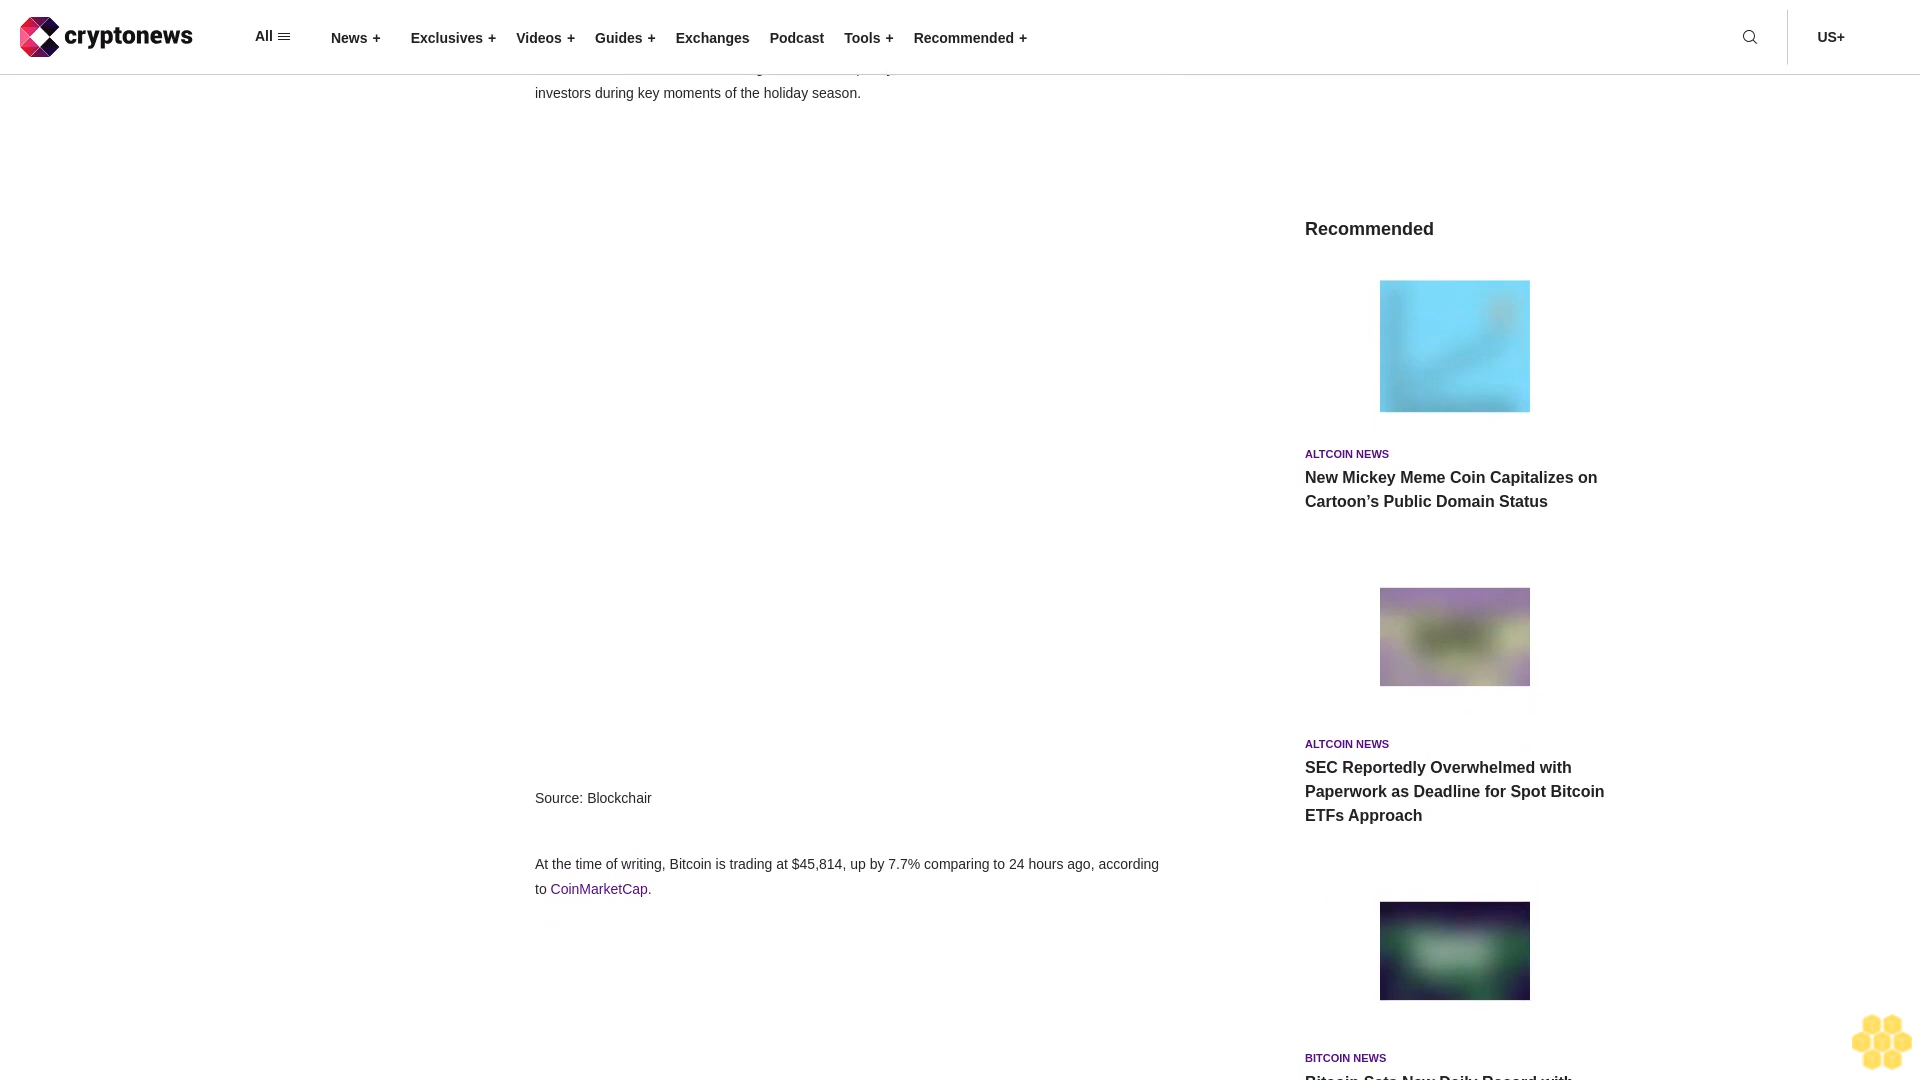 cryptonews
All
News +
Exclusives +
Videos +
Guides +
Exchanges
Podcast
Tools +
Recommended +
US+
investors during key moments of the holiday season.
Source: Blockchair
At the time of writing, Bitcoin is trading at $45,814, up by 7.7% comparing to 24 hours ago, according
to CoinMarketCap.
Recommended
ALTCOIN NEWS
New Mickey Meme Coin Capitalizes on
Cartoon’s Public Domain Status
ALTCOIN NEWS
SEC Reportedly Overwhelmed with
Paperwork as Deadline for Spot Bitcoin
ETFs Approach
BITCOIN NEWS
Bitcoin Sets New Daily Record with